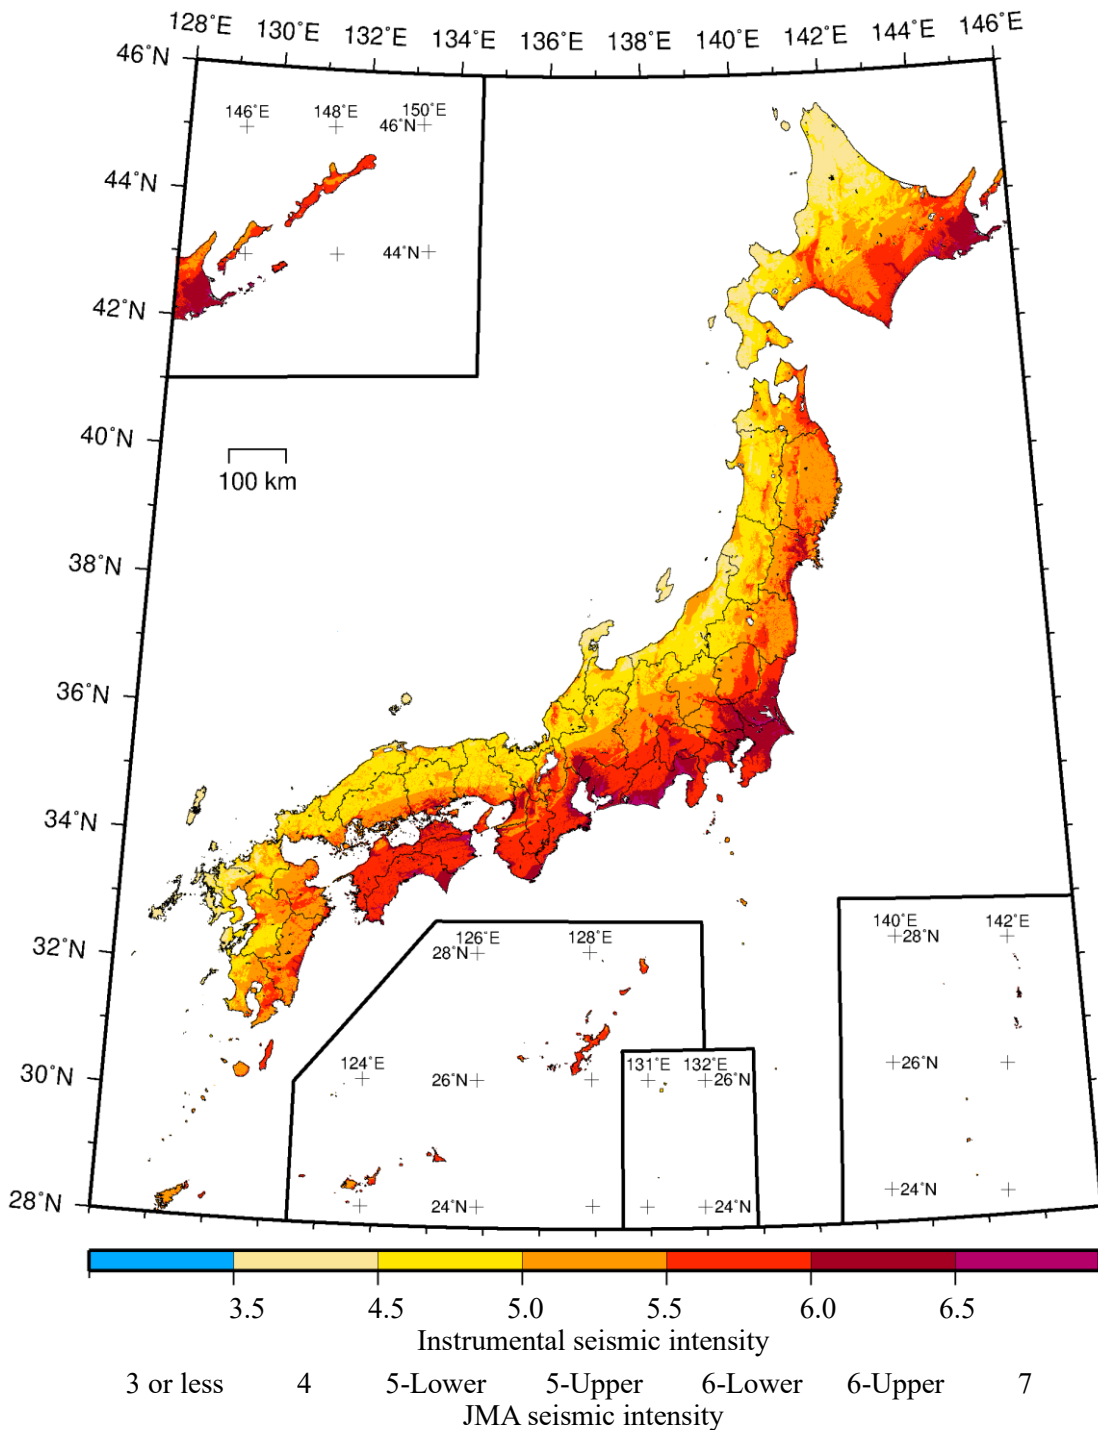 128°E 130°E 132°E 134°E 136°E 138°E 140°E 142°E 144°E 146°E
46°N
146°E 148°E 150°E
46°N
44°N
44°N
42°N
40°N
100 km
38°N
36°N
34°N
32°N
126°E 128°E
28°N
140°E 142°E
28°N
30°N
124°E
26°N
131°E 132°E
26°N
26°N
28°N
24°N
24°N
24°N
3.5 4.5 5.0 5.5 6.0 6.5
Instrumental seismic intensity
3 or less 4 5-Lower 5-Upper 6-Lower 6-Upper 7
JMA seismic intensity